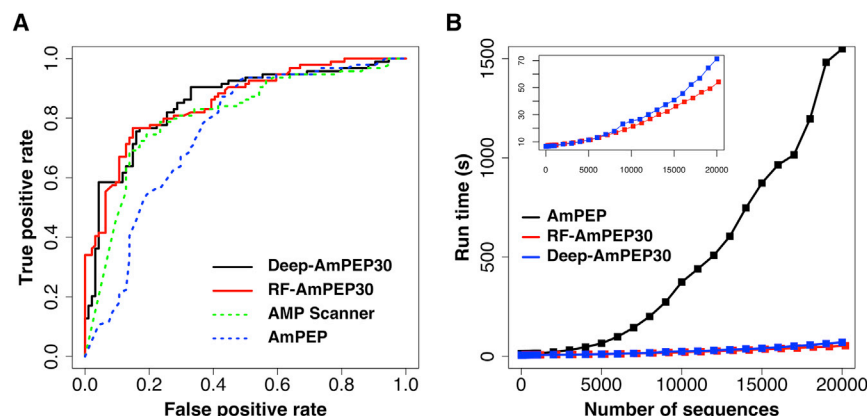 A
True positive rate
1.0
0.8
0.6
0.4
0.2
0.0
Deep-AmPEP30
RF-AmPEP30
AMP Scanner
AmPEP
0.0 0.2 0.4 0.6 0.8 1.0
False positive rate
B
Run time (s)
1500
1000
500
0
70
50
30
10
0 5000 10000 15000 20000
AmPEP
RF-AmPEP30
Deep-AmPEP30
0 5000 10000 15000 20000
Number of sequences